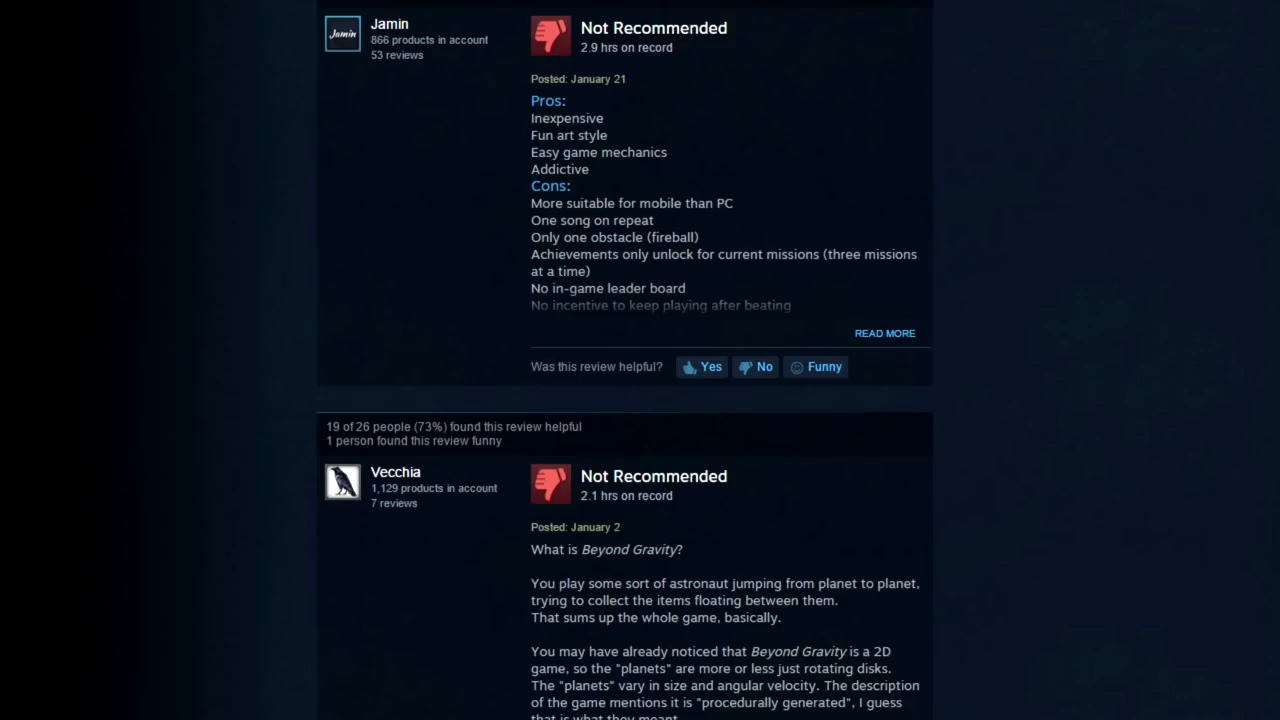 Jamin
Jamin
866 products in account
53 reviews
Not Recommended
2.9 hrs on record
Posted: January 21
Pros:
Inexpensive
Fun art style
Easy game mechanics
Addictive
Cons:
More suitable for mobile than PC
One song on repeat
Only one obstacle (fireball)
Achievements only unlock for current missions (three missions
at a time)
No in-game leader board
No incentive to keep playing after beating
READ MORE
Was this review helpful? Yes No Funny
19 of 26 people (73%) found this review helpful
1 person found this review funny
Vecchia
1,129 products in account
7 reviews
Not Recommended
2.1 hrs on record
Posted: January 2
What is Beyond Gravity?
You play some sort of astronaut jumping from planet to planet,
trying to collect the items floating between them.
That sums up the whole game, basically.
You may have already noticed that Beyond Gravity is a 2D
game, so the "planets" are more or less just rotating disks.
The "planets" vary in size and angular velocity. The description
of the game mentions it is "procedurally generated", I guess
that is what they meant.